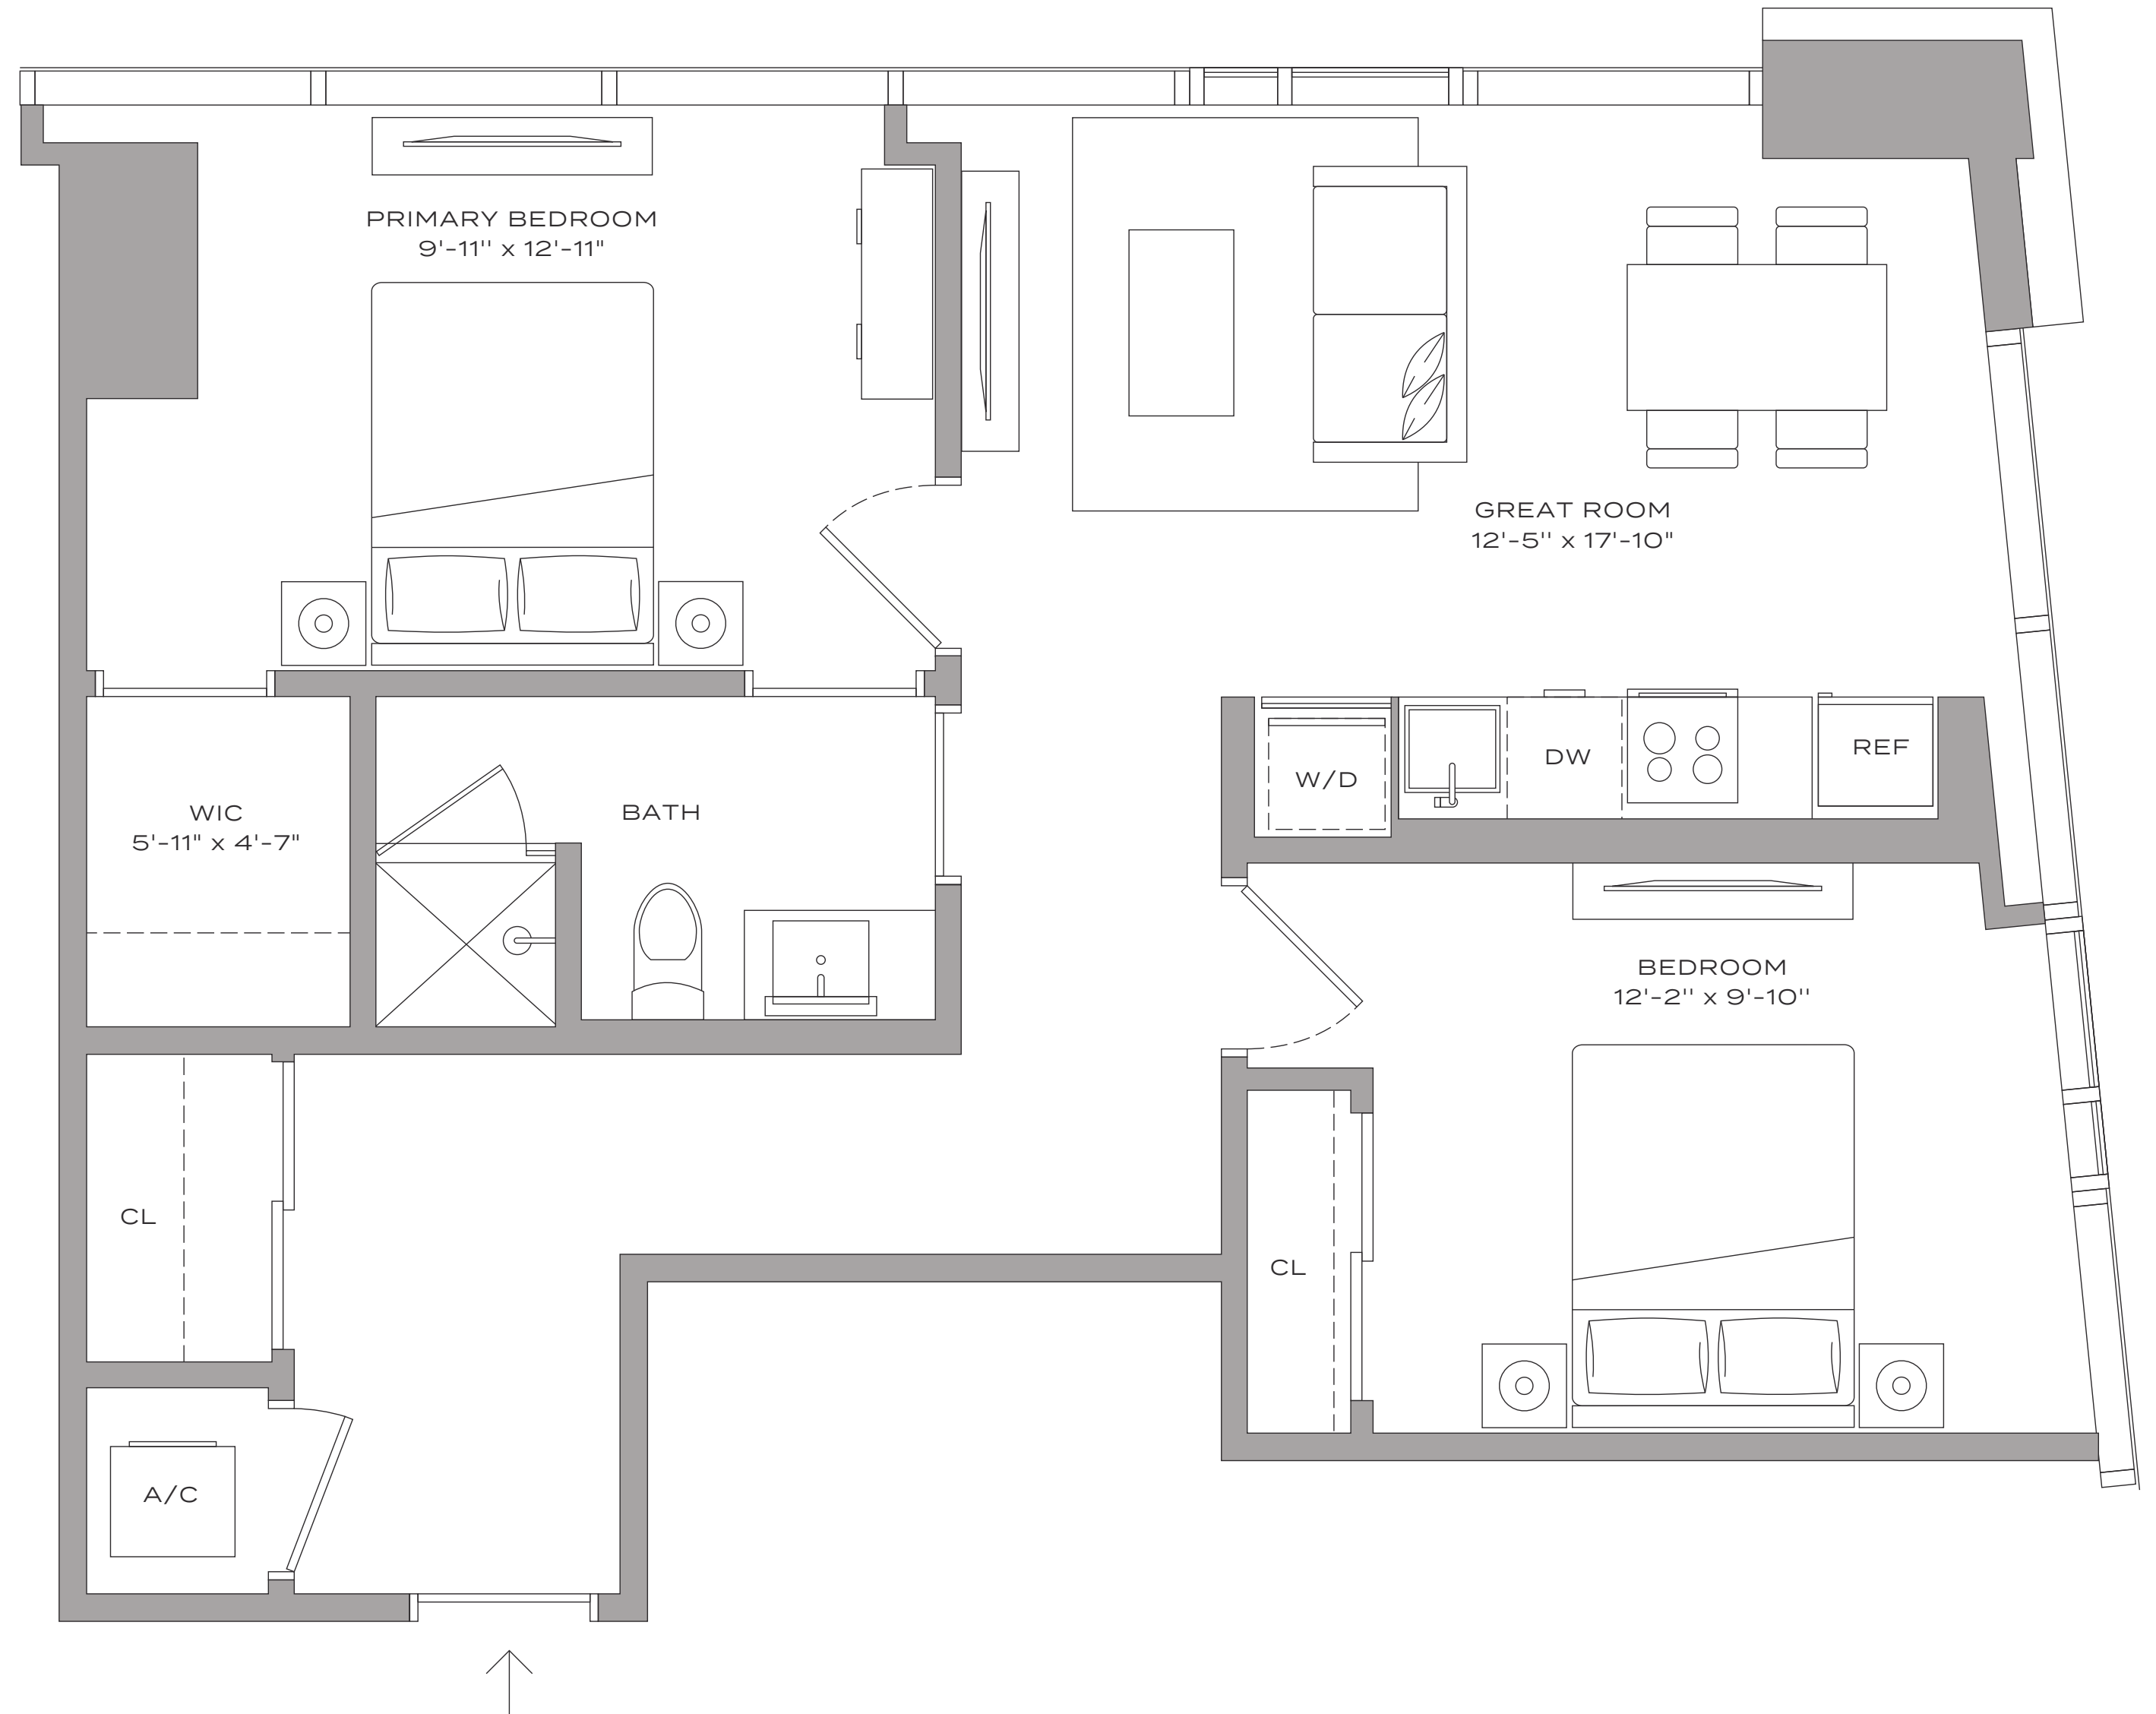 PRIMARY BEDROOM
9'-11'' x 12'-11"
GREAT ROOM
12'-5'' x 17'-10"
W/D
DW
REF
WIC
5'-11" x 4'-7"
BATH
BEDROOM
12'-2'' x 9'-10''
CL
CL
A/C